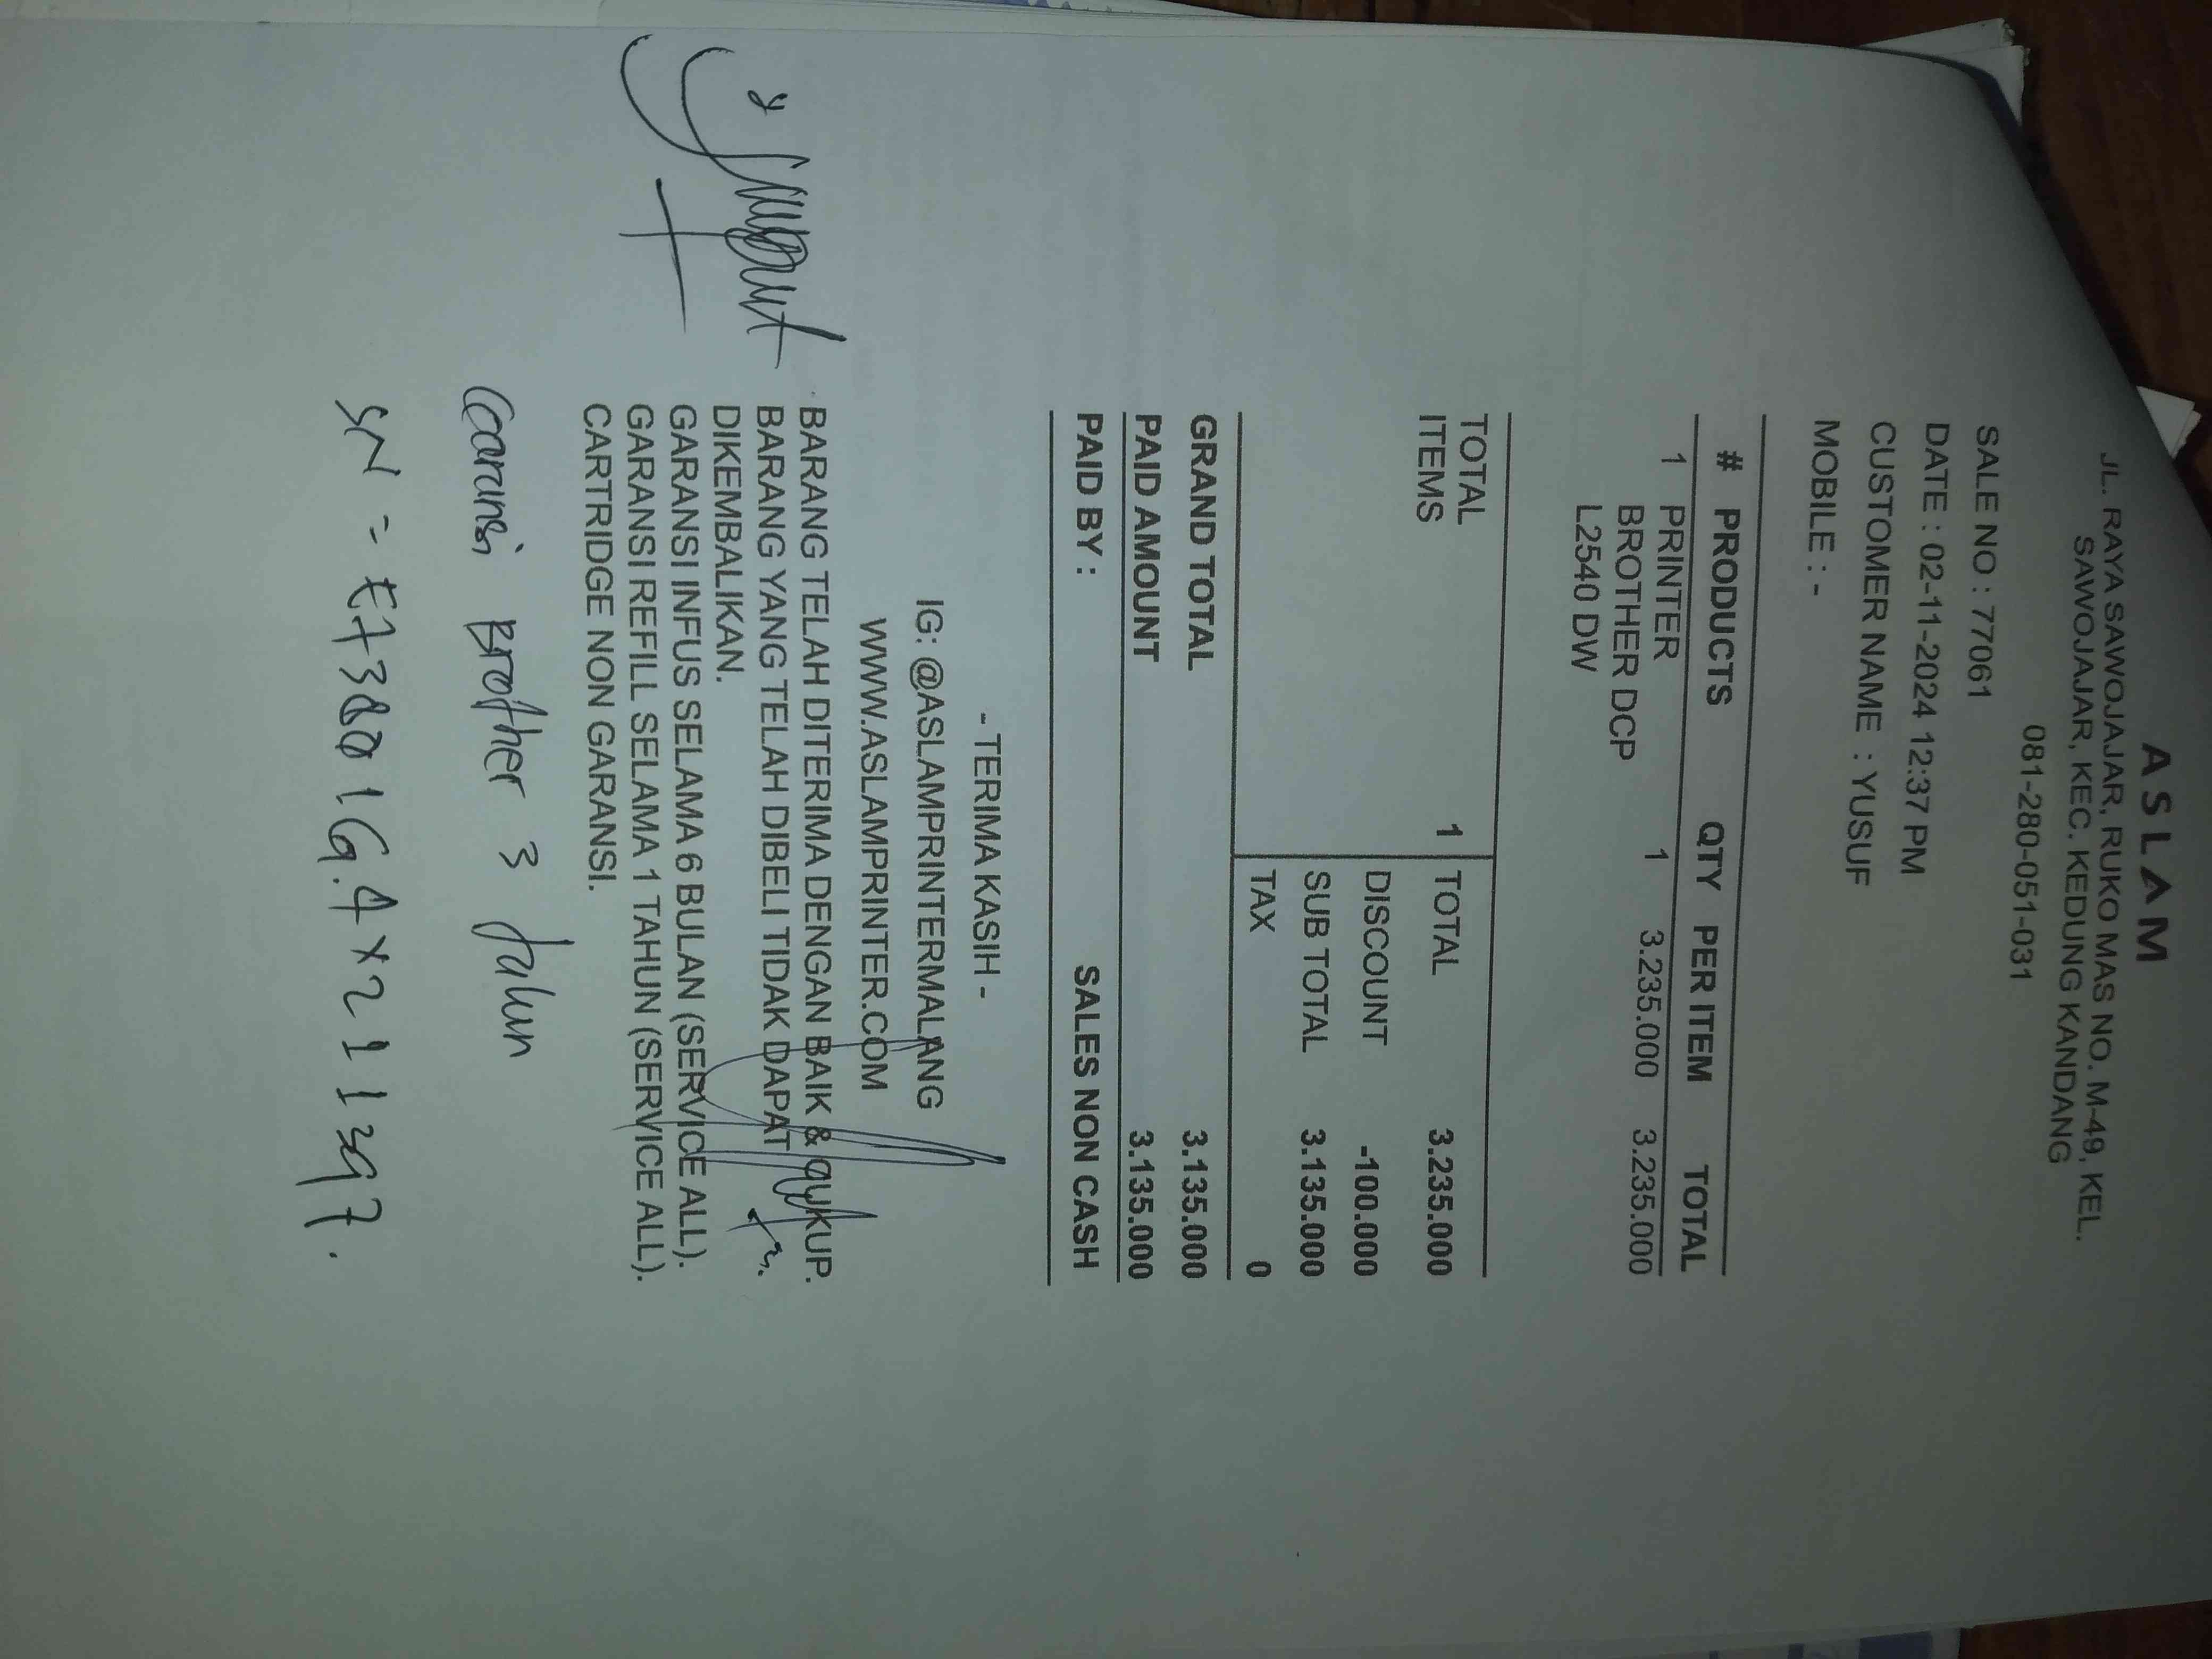 ASLAM
JL. RAYA SAWOJAJAR, RUKO MAS NO. M-49, KEL.
SAWOJAJAR, KEC. KEDUNG KANDANG
081-280-051-031
SALE NO : 77061
DATE : 02-11-2024 12:37 PM
CUSTOMER NAME : YUSUF
MOBILE : -
# PRODUCTS QTY PER ITEM TOTAL
1 PRINTER 1 3.235.000 3.235.000
BROTHER DCP
L2540 DW
TOTAL ITEMS 1 TOTAL 3.235.000
DISCOUNT -100.000
SUB TOTAL 3.135.000
TAX 0
GRAND TOTAL 3.135.000
PAID AMOUNT 3.135.000
PAID BY : SALES NON CASH
- TERIMA KASIH -
IG: @ASLAMPRINTERMALANG
WWW.ASLAMPRINTER.COM
BARANG TELAH DITERIMA DENGAN BAIK & CUKUP.
BARANG YANG TELAH DIBELI TIDAK DAPAT
DIKEMBALIKAN.
GARANSI INFUS SELAMA 6 BULAN (SERVICE ALL).
GARANSI REFILL SELAMA 1 TAHUN (SERVICE ALL).
CARTRIDGE NON GARANSI.
Garansi Brother 3 Tahun
SN =